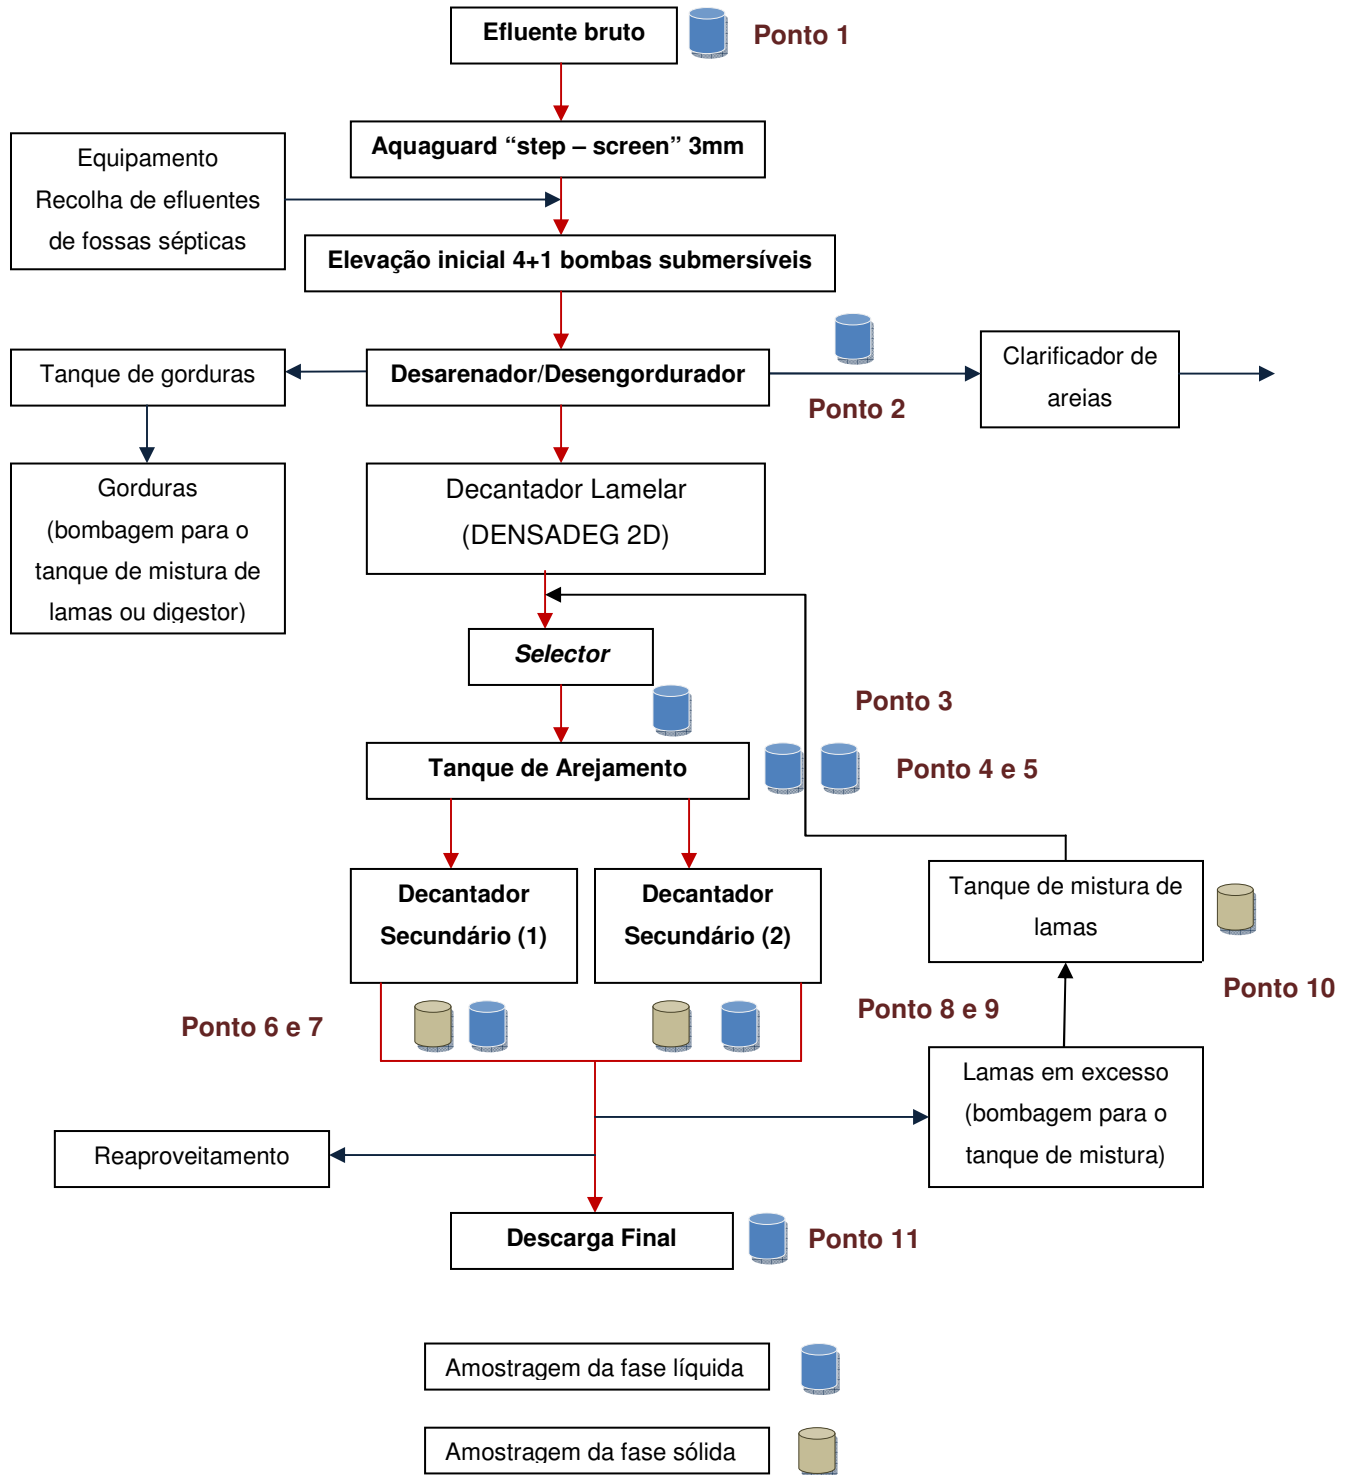 Efluente bruto
Ponto 1
Aquaguard “step – screen” 3mm
Equipamento
Recolha de efluentes
de fossas sépticas
Elevação inicial 4+1 bombas submersíveis
Tanque de gorduras
Desarenador/Desengordurador
Ponto 2
Clarificador de
areias
Gorduras
(bombagem para o
tanque de mistura de
lamas ou digestor)
Decantador Lamelar
(DENSADEG 2D)
Selector
Ponto 3
Tanque de Arejamento
Ponto 4 e 5
Decantador
Secundário (1)
Decantador
Secundário (2)
Tanque de mistura de
lamas
Ponto 10
Ponto 6 e 7
Ponto 8 e 9
Lamas em excesso
(bombagem para o
tanque de mistura)
Reaproveitamento
Descarga Final
Ponto 11
Amostragem da fase líquida
Amostragem da fase sólida